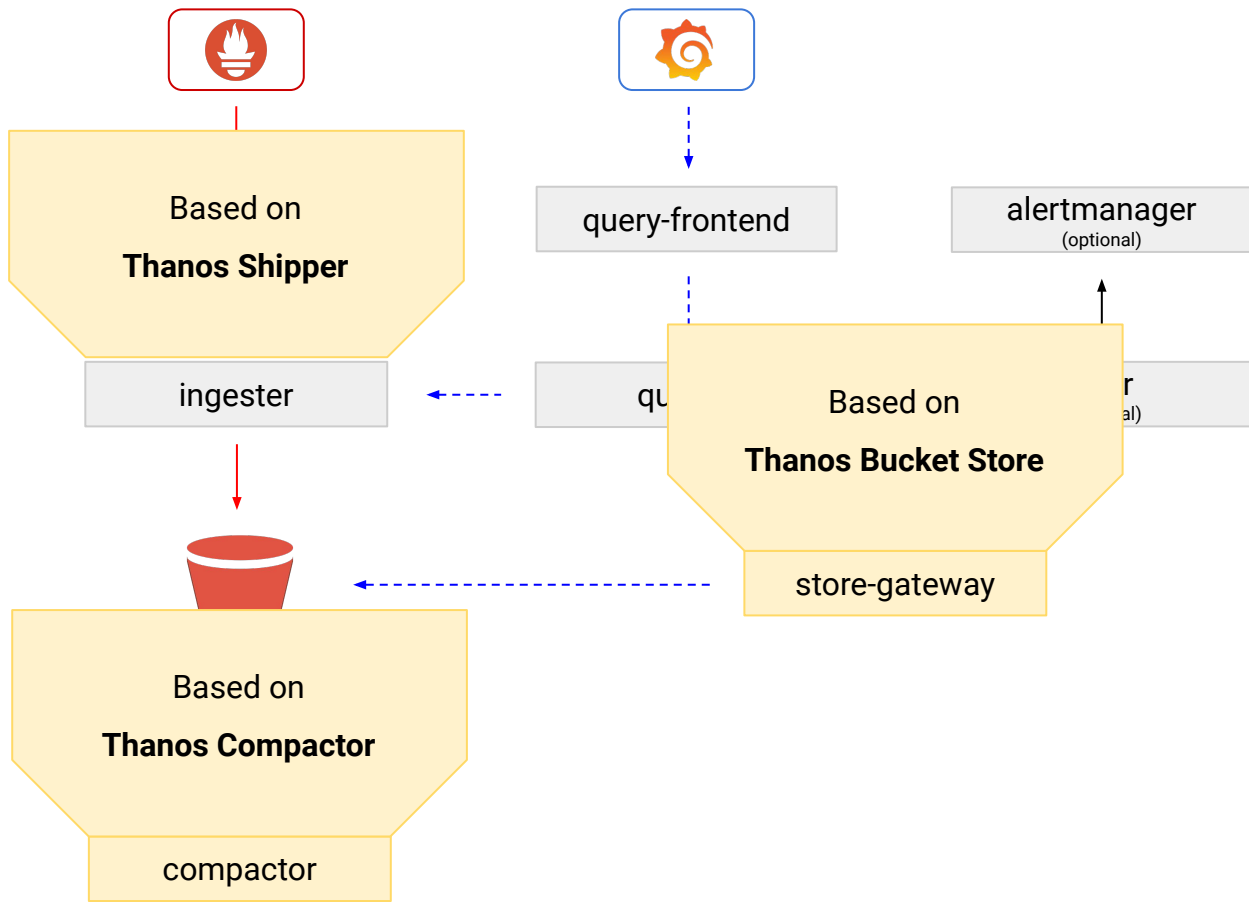 Based on
Thanos Shipper
query-frontend
alertmanager
(optional)
ingester
Based on
Thanos Bucket Store
store-gateway
Based on
Thanos Compactor
compactor